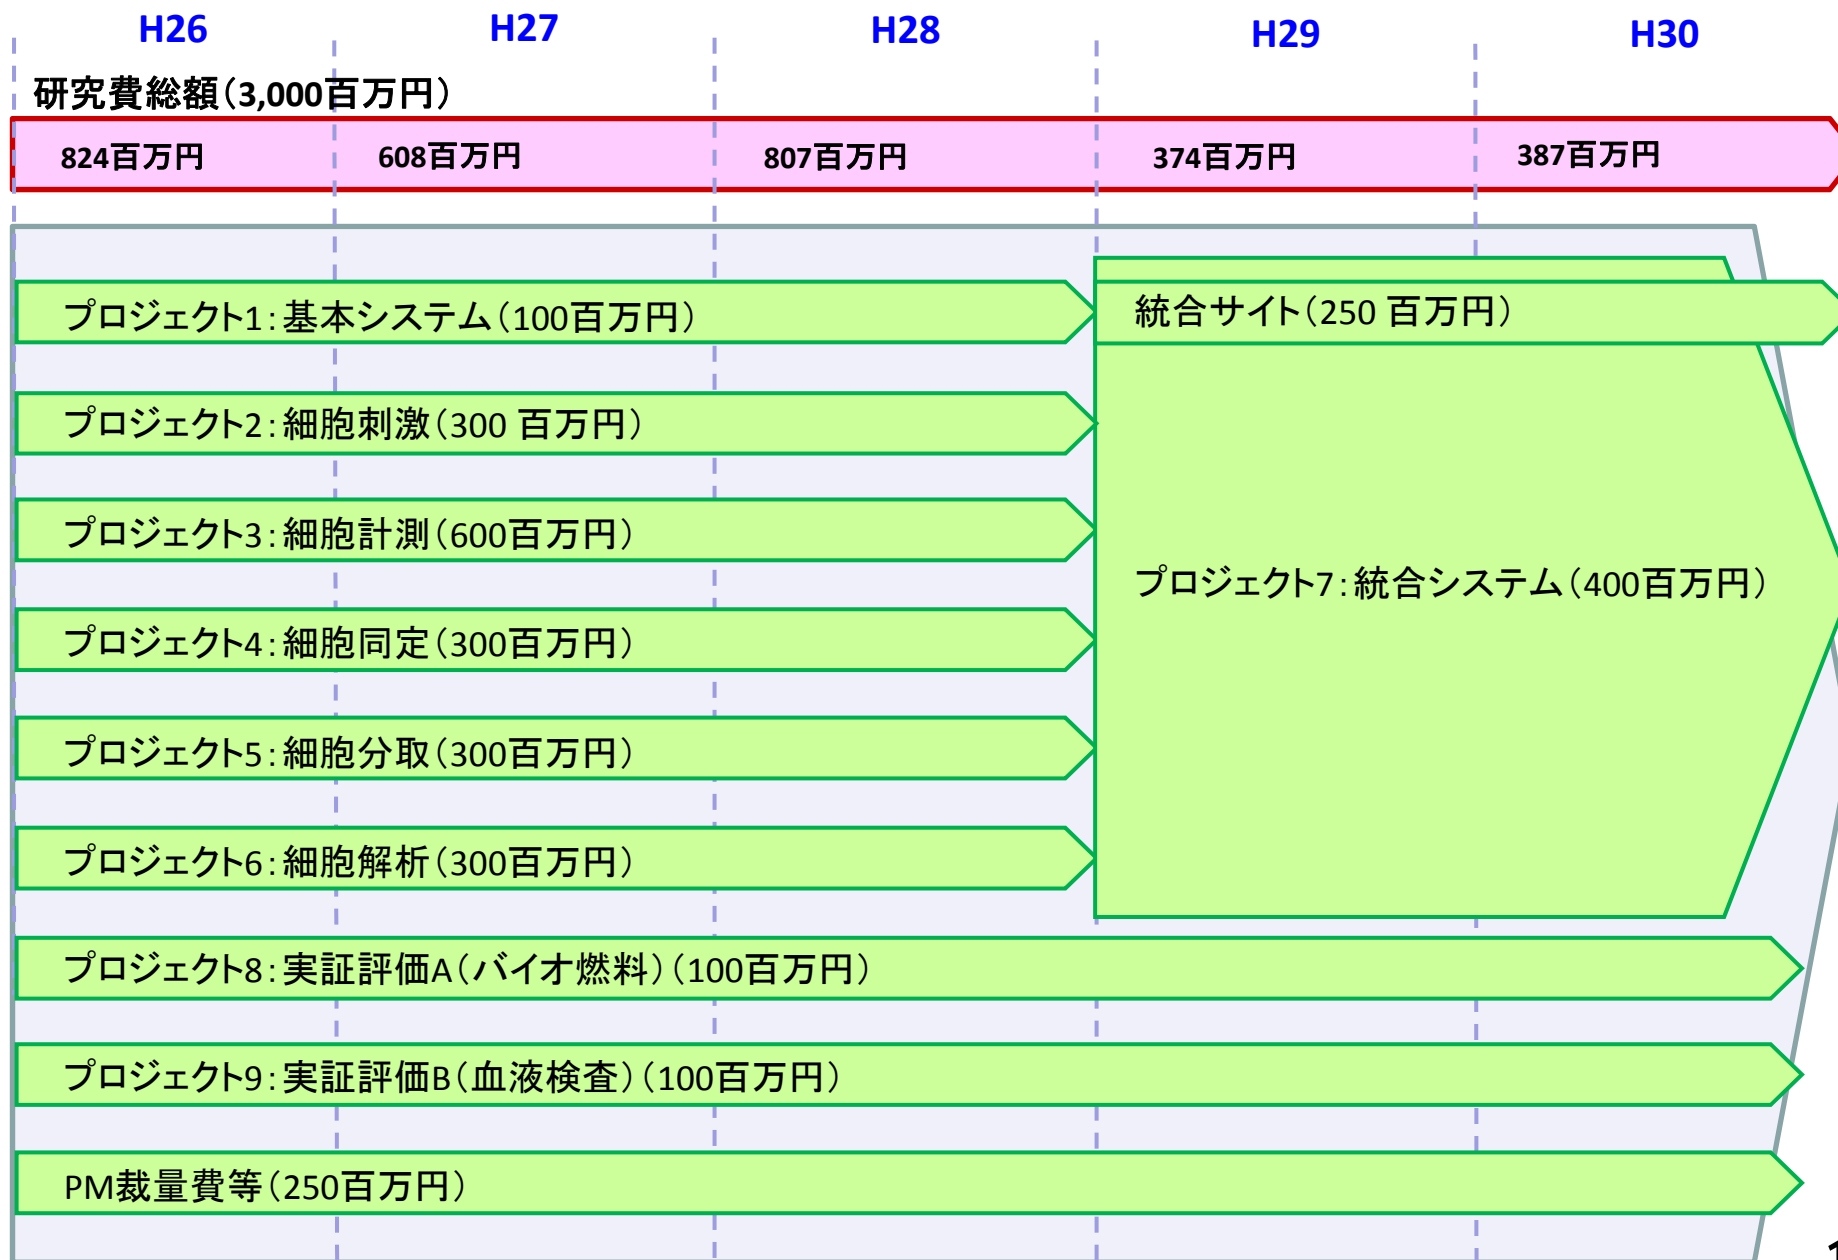 H26 H27 H28 H29 H30
研究費総額（3,000百万円）
824百万円 608百万円 807百万円 374百万円 387百万円
プロジェクト1：基本システム（100百万円）
統合サイト（250 百万円）
プロジェクト2：細胞刺激（300 百万円）
プロジェクト3：細胞計測（600百万円）
プロジェクト7：統合システム（400百万円）
プロジェクト4：細胞同定（300百万円）
プロジェクト5：細胞分取（300百万円）
プロジェクト6：細胞解析（300百万円）
プロジェクト8：実証評価A（バイオ燃料）（100百万円）
プロジェクト9：実証評価B（血液検査）（100百万円）
PM裁量費等（250百万円）